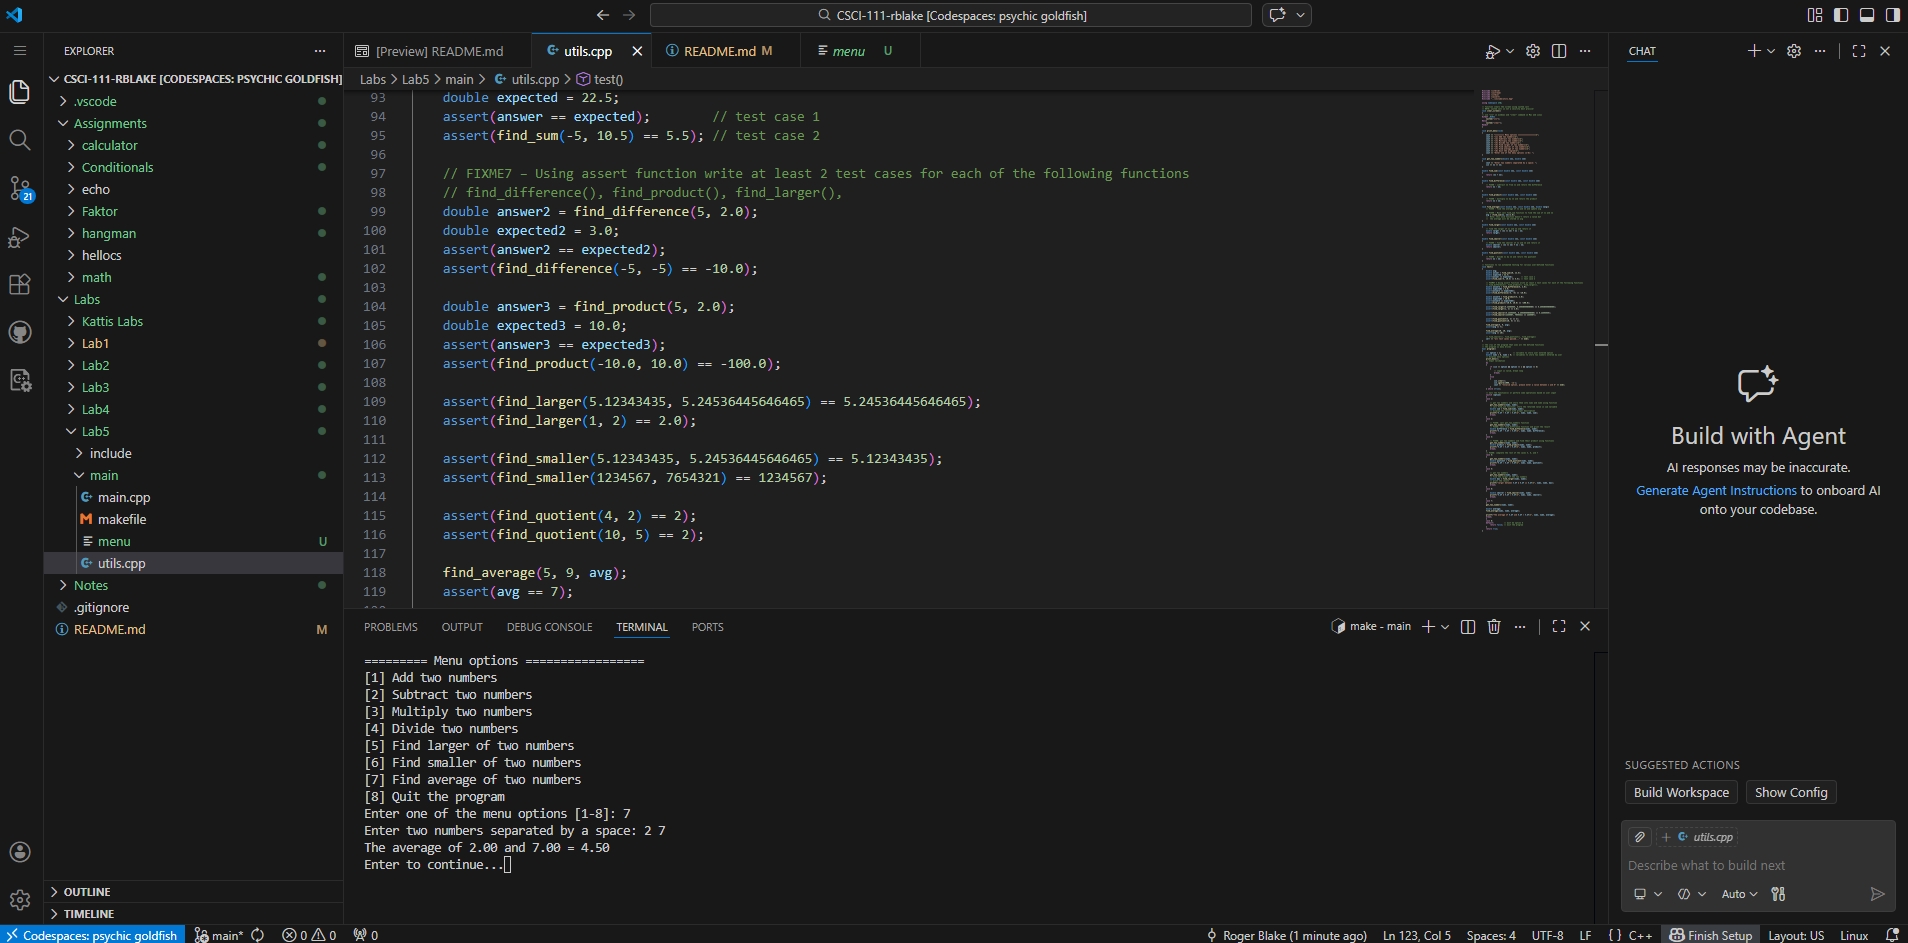 CSCI-111-rblake [Codespaces: psychic goldfish]
EXPLORER
CSCI-111-RBLAKE [CODESPACES: PSYCHIC GOLDFISH]
.vscode
Assignments
calculator
Conditionals
echo
Faktor
hangman
hellocs
math
Labs
Kattis Labs
Lab1
Lab2
Lab3
Lab4
Lab5
include
main
main.cpp
makefile
menu U
utils.cpp
Notes
.gitignore
README.md M
OUTLINE
TIMELINE
21
[Preview] README.md
utils.cpp
README.md M
menu U
Labs > Lab5 > main > utils.cpp > test()
93 double expected = 22.5;
94 assert(answer == expected); // test case 1
95 assert(find_sum(-5, 10.5) == 5.5); // test case 2
96
97 // FIXME7 – Using assert function write at least 2 test cases for each of the following functions
98 // find_difference(), find_product(), find_larger(),
99 double answer2 = find_difference(5, 2.0);
100 double expected2 = 3.0;
101 assert(answer2 == expected2);
102 assert(find_difference(-5, -5) == -10.0);
103
104 double answer3 = find_product(5, 2.0);
105 double expected3 = 10.0;
106 assert(answer3 == expected3);
107 assert(find_product(-10.0, 10.0) == -100.0);
108
109 assert(find_larger(5.12343435, 5.24536445646465) == 5.24536445646465);
110 assert(find_larger(1, 2) == 2.0);
111
112 assert(find_smaller(5.12343435, 5.24536445646465) == 5.12343435);
113 assert(find_smaller(1234567, 7654321) == 1234567);
114
115 assert(find_quotient(4, 2) == 2);
116 assert(find_quotient(10, 5) == 2);
117
118 find_average(5, 9, avg);
119 assert(avg == 7);
PROBLEMS OUTPUT DEBUG CONSOLE TERMINAL PORTS
make - main
========= Menu options =================
[1] Add two numbers
[2] Subtract two numbers
[3] Multiply two numbers
[4] Divide two numbers
[5] Find larger of two numbers
[6] Find smaller of two numbers
[7] Find average of two numbers
[8] Quit the program
Enter one of the menu options [1-8]: 7
Enter two numbers separated by a space: 2 7
The average of 2.00 and 7.00 = 4.50
Enter to continue...
CHAT
Build with Agent
AI responses may be inaccurate.
Generate Agent Instructions to onboard AI
onto your codebase.
SUGGESTED ACTIONS
Build Workspace
Show Config
utils.cpp
Describe what to build next
Auto
Codespaces: psychic goldfish main* 0 0 0 Roger Blake (1 minute ago) Ln 123, Col 5 Spaces: 4 UTF-8 LF {} C++ Finish Setup Layout: US Linux